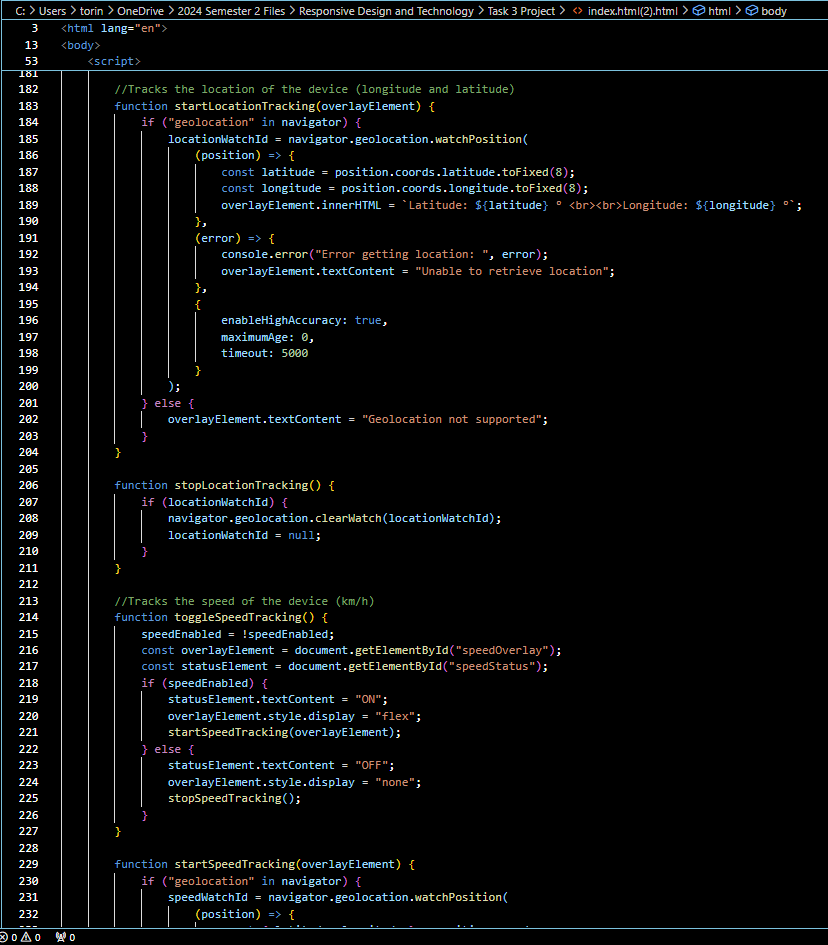 C: > Users > torin > OneDrive > 2024 Semester 2 Files > Responsive Design and Technology > Task 3 Project > <> index.html(2).html > html > body
3 <html lang="en">
13 <body>
53 <script>
181
182 //Tracks the location of the device (longitude and latitude)
183 function startLocationTracking(overlayElement) {
184 if ("geolocation" in navigator) {
185 locationWatchId = navigator.geolocation.watchPosition(
186 (position) => {
187 const latitude = position.coords.latitude.toFixed(8);
188 const longitude = position.coords.longitude.toFixed(8);
189 overlayElement.innerHTML = `Latitude: ${latitude} ° <br><br>Longitude: ${longitude} °`;
190 },
191 (error) => {
192 console.error("Error getting location: ", error);
193 overlayElement.textContent = "Unable to retrieve location";
194 },
195 {
196 enableHighAccuracy: true,
197 maximumAge: 0,
198 timeout: 5000
199 }
200 );
201 } else {
202 overlayElement.textContent = "Geolocation not supported";
203 }
204 }
205
206 function stopLocationTracking() {
207 if (locationWatchId) {
208 navigator.geolocation.clearWatch(locationWatchId);
209 locationWatchId = null;
210 }
211 }
212
213 //Tracks the speed of the device (km/h)
214 function toggleSpeedTracking() {
215 speedEnabled = !speedEnabled;
216 const overlayElement = document.getElementById("speedOverlay");
217 const statusElement = document.getElementById("speedStatus");
218 if (speedEnabled) {
219 statusElement.textContent = "ON";
220 overlayElement.style.display = "flex";
221 startSpeedTracking(overlayElement);
222 } else {
223 statusElement.textContent = "OFF";
224 overlayElement.style.display = "none";
225 stopSpeedTracking();
226 }
227 }
228
229 function startSpeedTracking(overlayElement) {
230 if ("geolocation" in navigator) {
231 speedWatchId = navigator.geolocation.watchPosition(
232 (position) => {
0 0 0